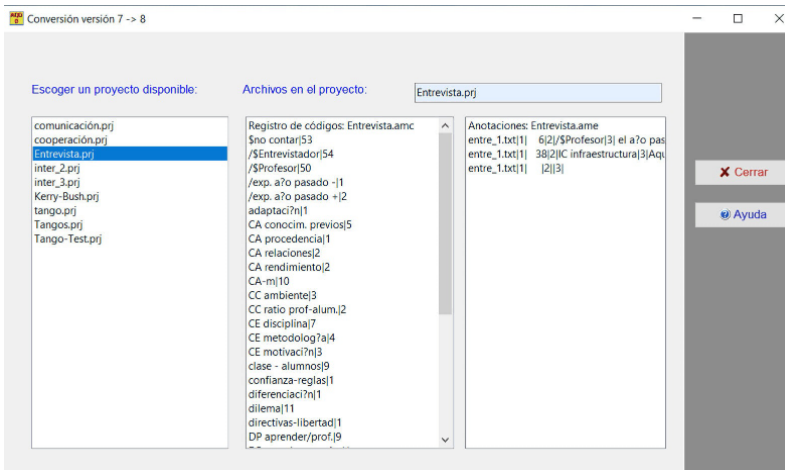 Conversión versión 7 -> 8
Escoger un proyecto disponible:
Archivos en el proyecto:
Entrevista.prj
comunicación.prj
cooperación.prj
Entrevista.prj
inter_2.prj
inter_3.prj
Kerry-Bush.prj
tango.prj
Tangos.prj
Tango-Test.prj
Registro de códigos: Entrevista.amc
$no contar|53
/$Entrevistador|54
/$Profesor|50
/exp. a?o pasado -|1
/exp. a?o pasado +|2
adaptaci?n|1
CA conocim. previos|5
CA procedencia|1
CA relaciones|2
CA rendimiento|2
CA-m|10
CC ambiente|3
CC ratio prof-alum.|2
CE disciplina|7
CE metodolog?a|4
CE motivaci?n|3
clase - alumnos|9
confianza-reglas|1
diferenciaci?n|1
dilema|11
directivas-libertad|1
DP aprender/prof.|9
Anotaciones: Entrevista.ame
entre_1.txt|1| 6|2|/$Profesor|3| el a?o pas
entre_1.txt|1| 38|2|IC infraestructura|3|Aqu
entre_1.txt|1| |2||3|
Cerrar
Ayuda